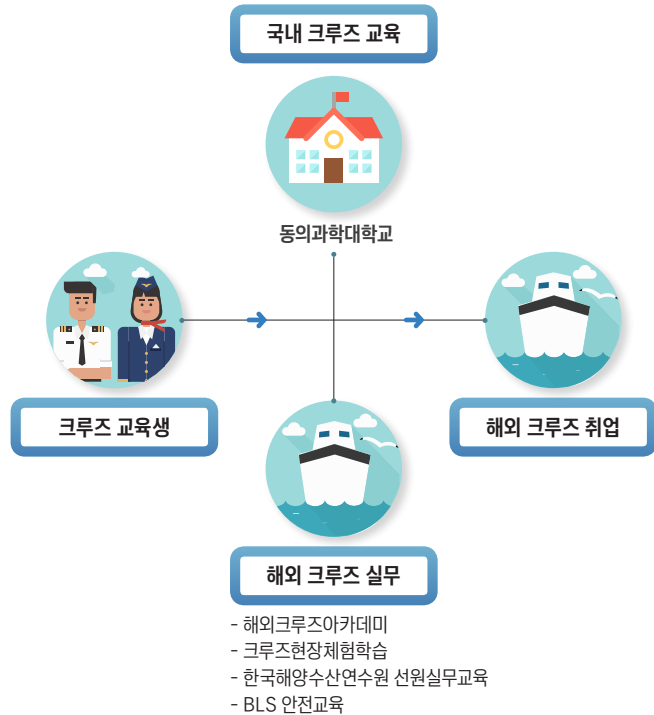 국내 크루즈 교육
동의과학대학교
크루즈 교육생
해외 크루즈 취업
해외 크루즈 실무
- 해외크루즈아카데미
- 크루즈현장체험학습
- 한국해양수산연수원 선원실무교육
- BLS 안전교육